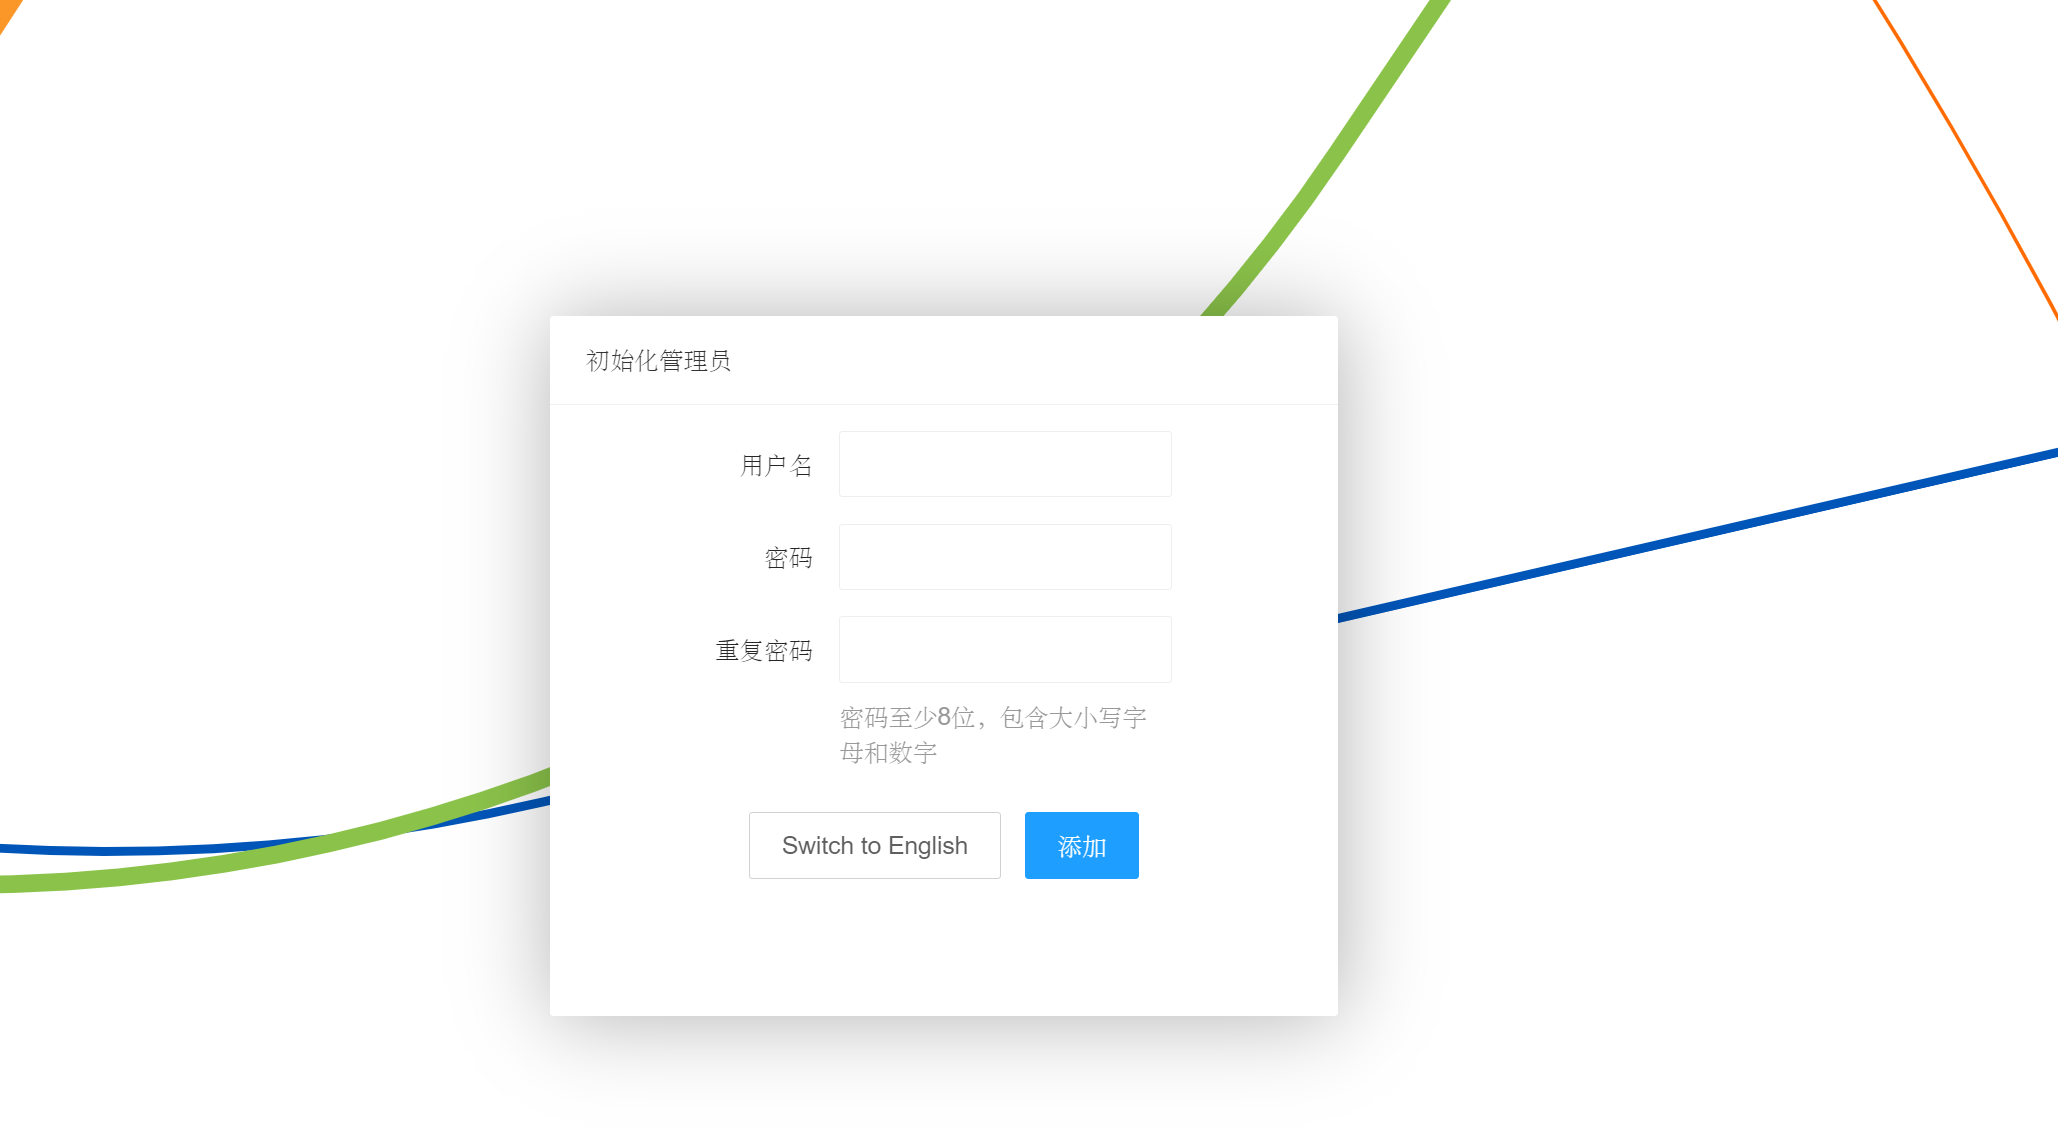 初始化管理员
用户名
密码
重复密码
密码至少8位，包含大小写字
母和数字
Switch to English
添加